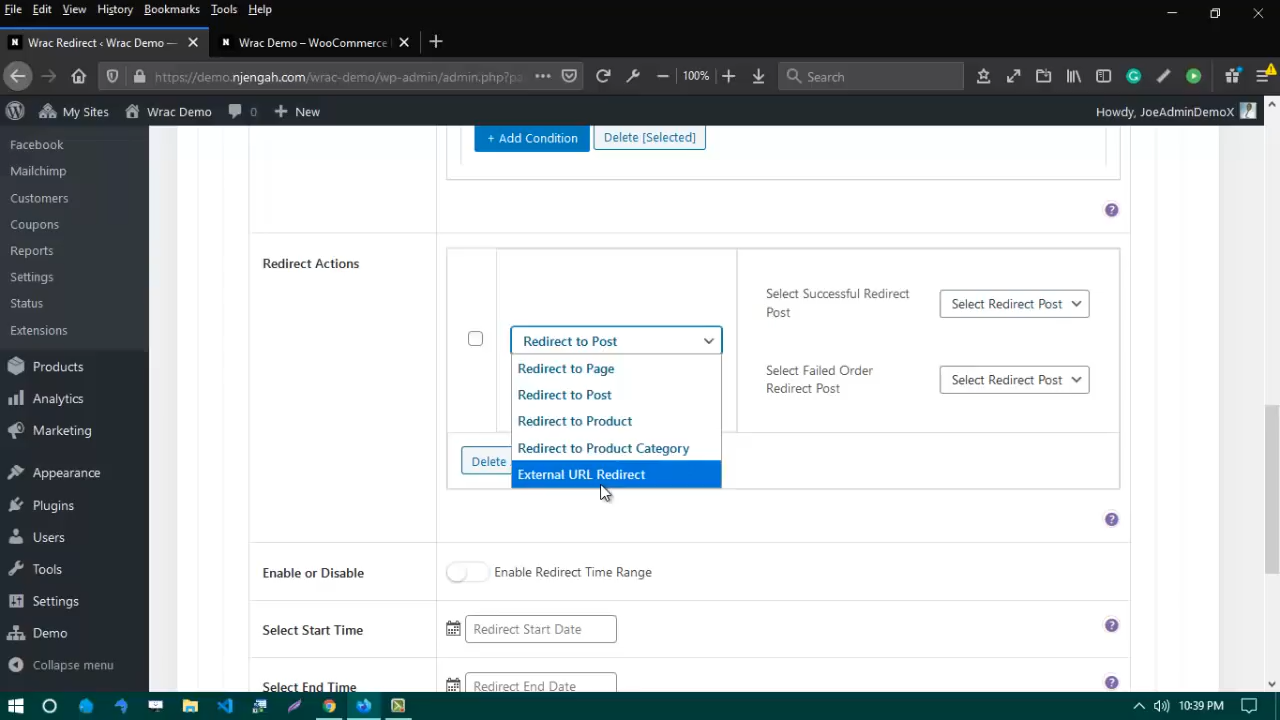 File Edit View History Bookmarks Tools Help
Wrac Redirect ‹ Wrac Demo —
Wrac Demo – WooCommerce
https://demo.njengah.com/wrac-demo/wp-admin/admin.php?pa
100%
Search
My Sites
Wrac Demo
0
New
Howdy, JoeAdminDemoX
Facebook
Mailchimp
Customers
Coupons
Reports
Settings
Status
Extensions
Products
Analytics
Marketing
Appearance
Plugins
Users
Tools
Settings
Demo
Collapse menu
+ Add Condition
Delete [Selected]
Redirect Actions
Redirect to Post
Redirect to Page
Redirect to Post
Redirect to Product
Redirect to Product Category
External URL Redirect
Delete
Select Successful Redirect
Post
Select Redirect Post
Select Failed Order
Redirect Post
Select Redirect Post
Enable or Disable
Enable Redirect Time Range
Select Start Time
Redirect Start Date
Select End Time
Redirect End Date
10:39 PM